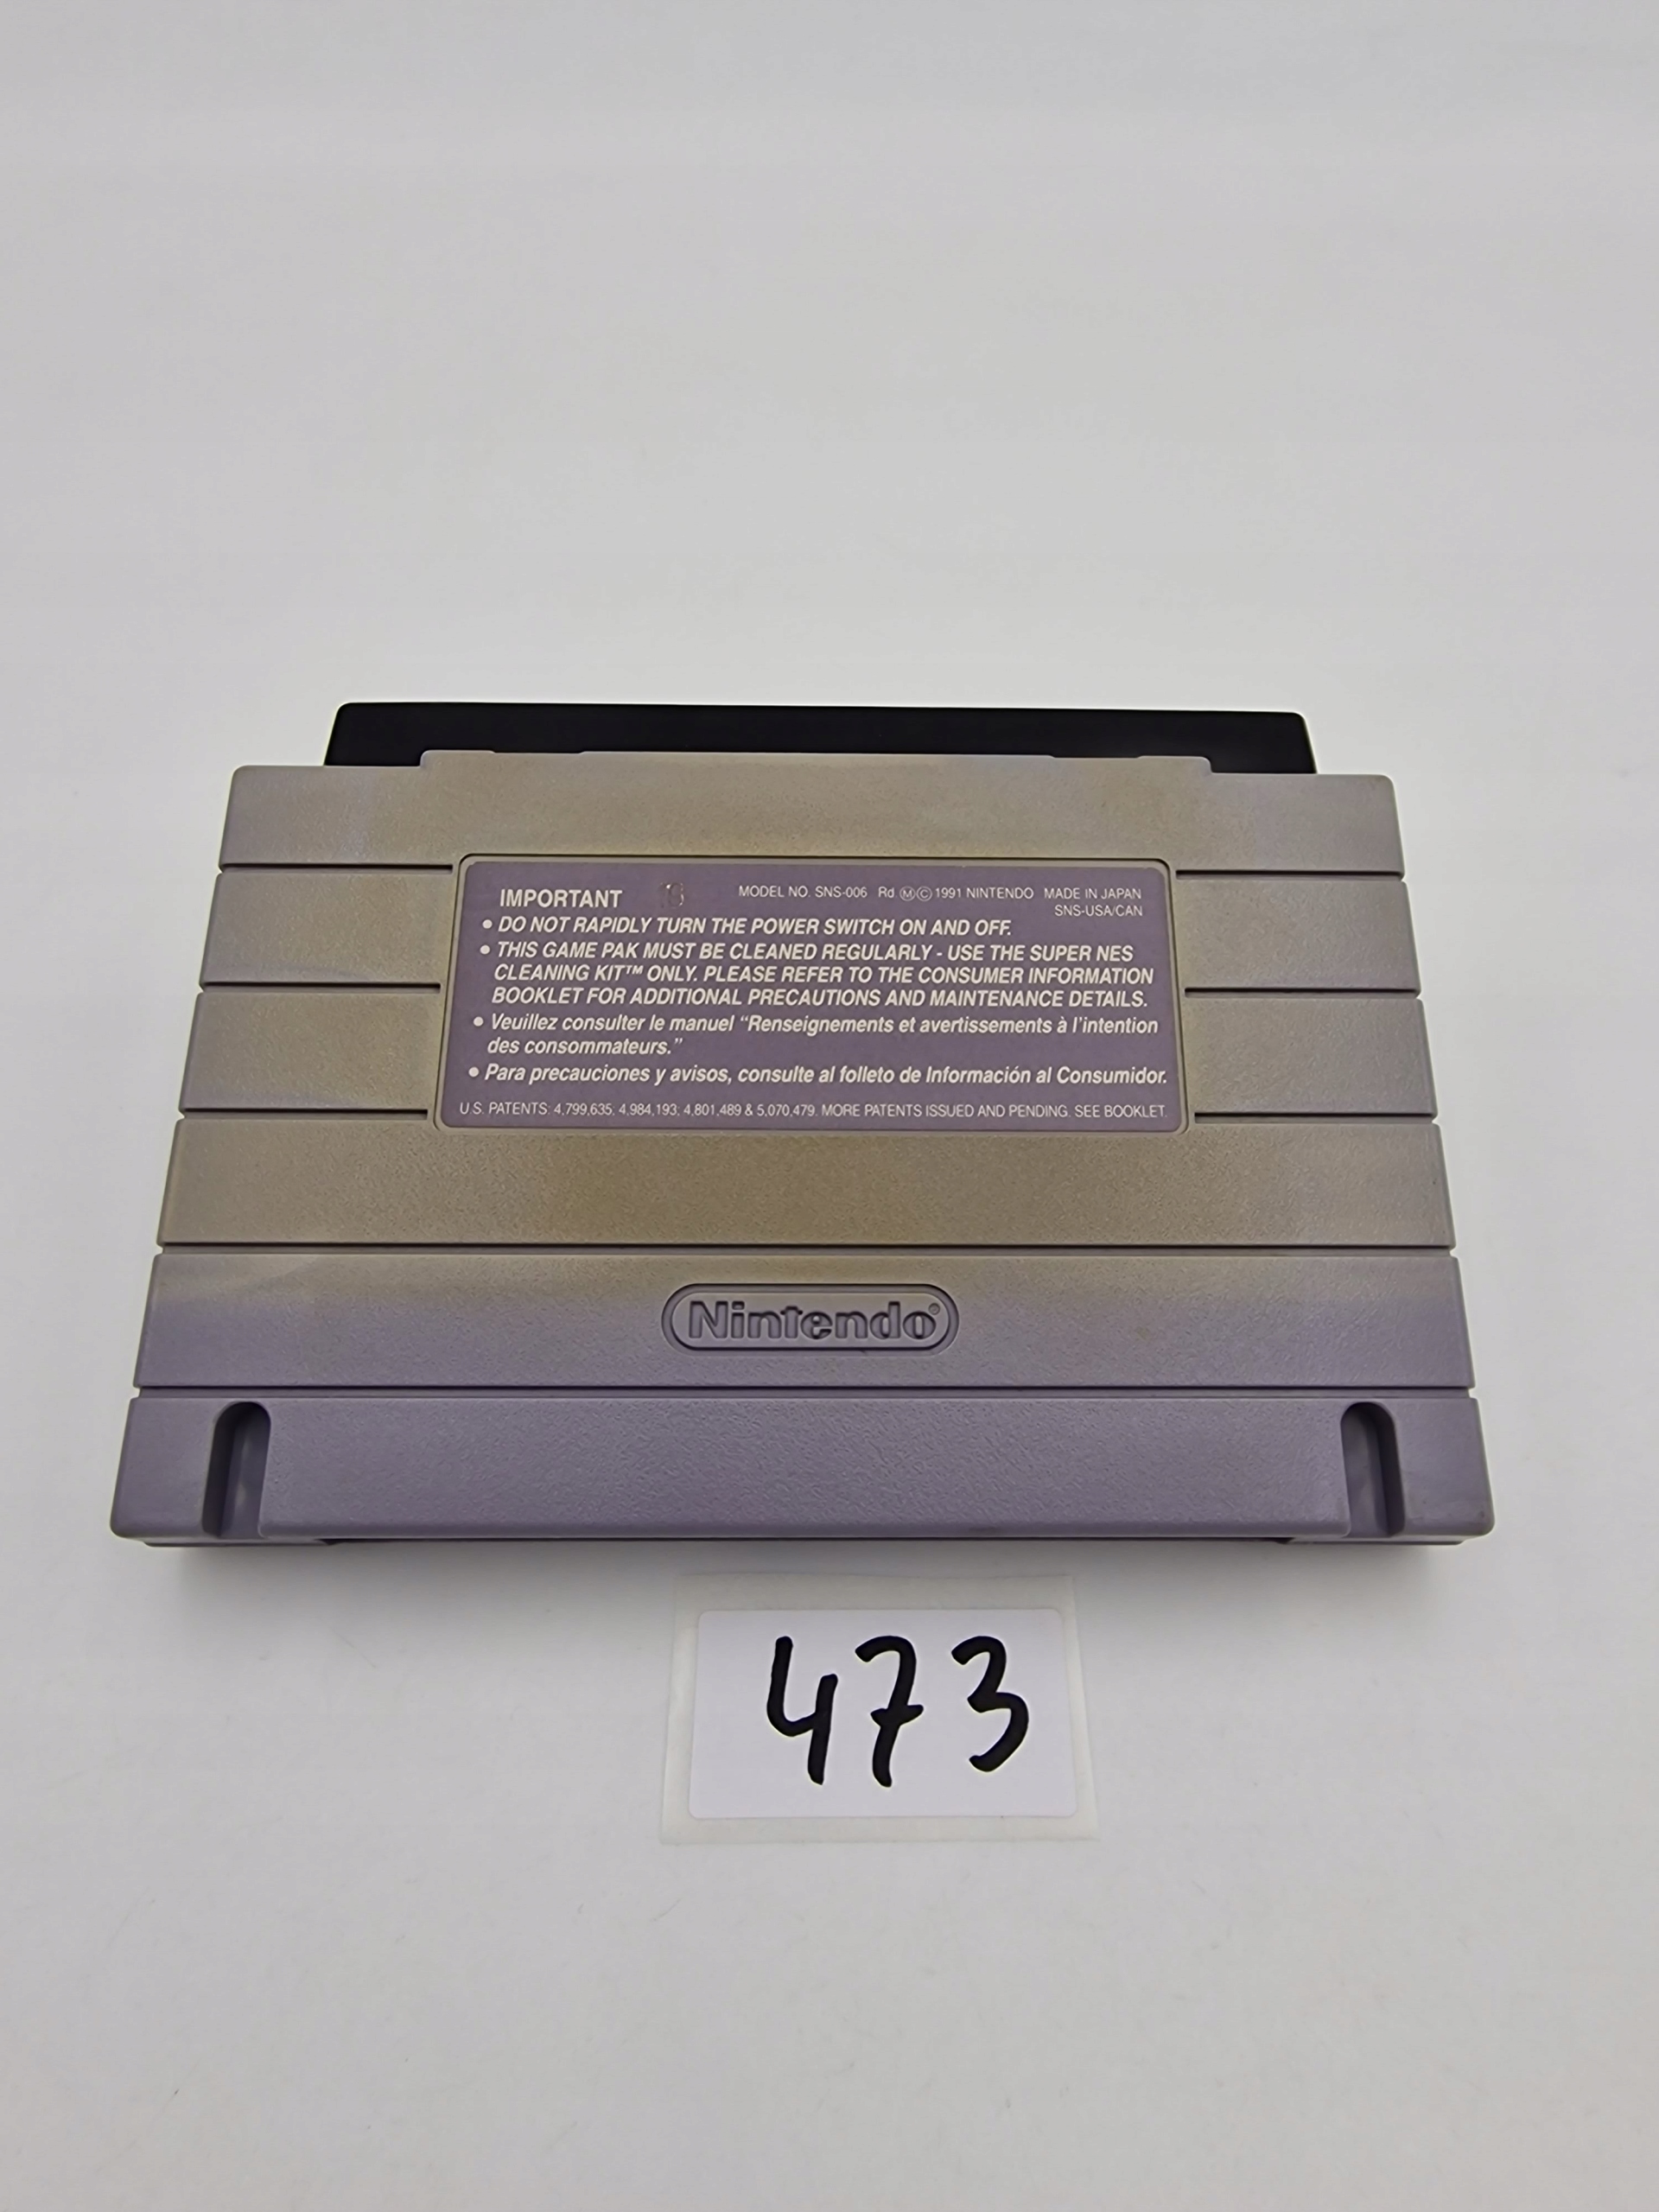 IMPORTANT MODEL NO. SNS-006 Rd ⓂⒸ 1991 NINTENDO MADE IN JAPAN
SNS-USA/CAN
• DO NOT RAPIDLY TURN THE POWER SWITCH ON AND OFF.
• THIS GAME PAK MUST BE CLEANED REGULARLY - USE THE SUPER NES
CLEANING KIT™ ONLY. PLEASE REFER TO THE CONSUMER INFORMATION
BOOKLET FOR ADDITIONAL PRECAUTIONS AND MAINTENANCE DETAILS.
• Veuillez consulter le manuel “Renseignements et avertissements à l'intention
des consommateurs.”
• Para precauciones y avisos, consulte al folleto de Información al Consumidor.
U.S. PATENTS: 4,799,635, 4,984,193; 4,801,489 & 5,070,479. MORE PATENTS ISSUED AND PENDING. SEE BOOKLET.
Nintendo®
473